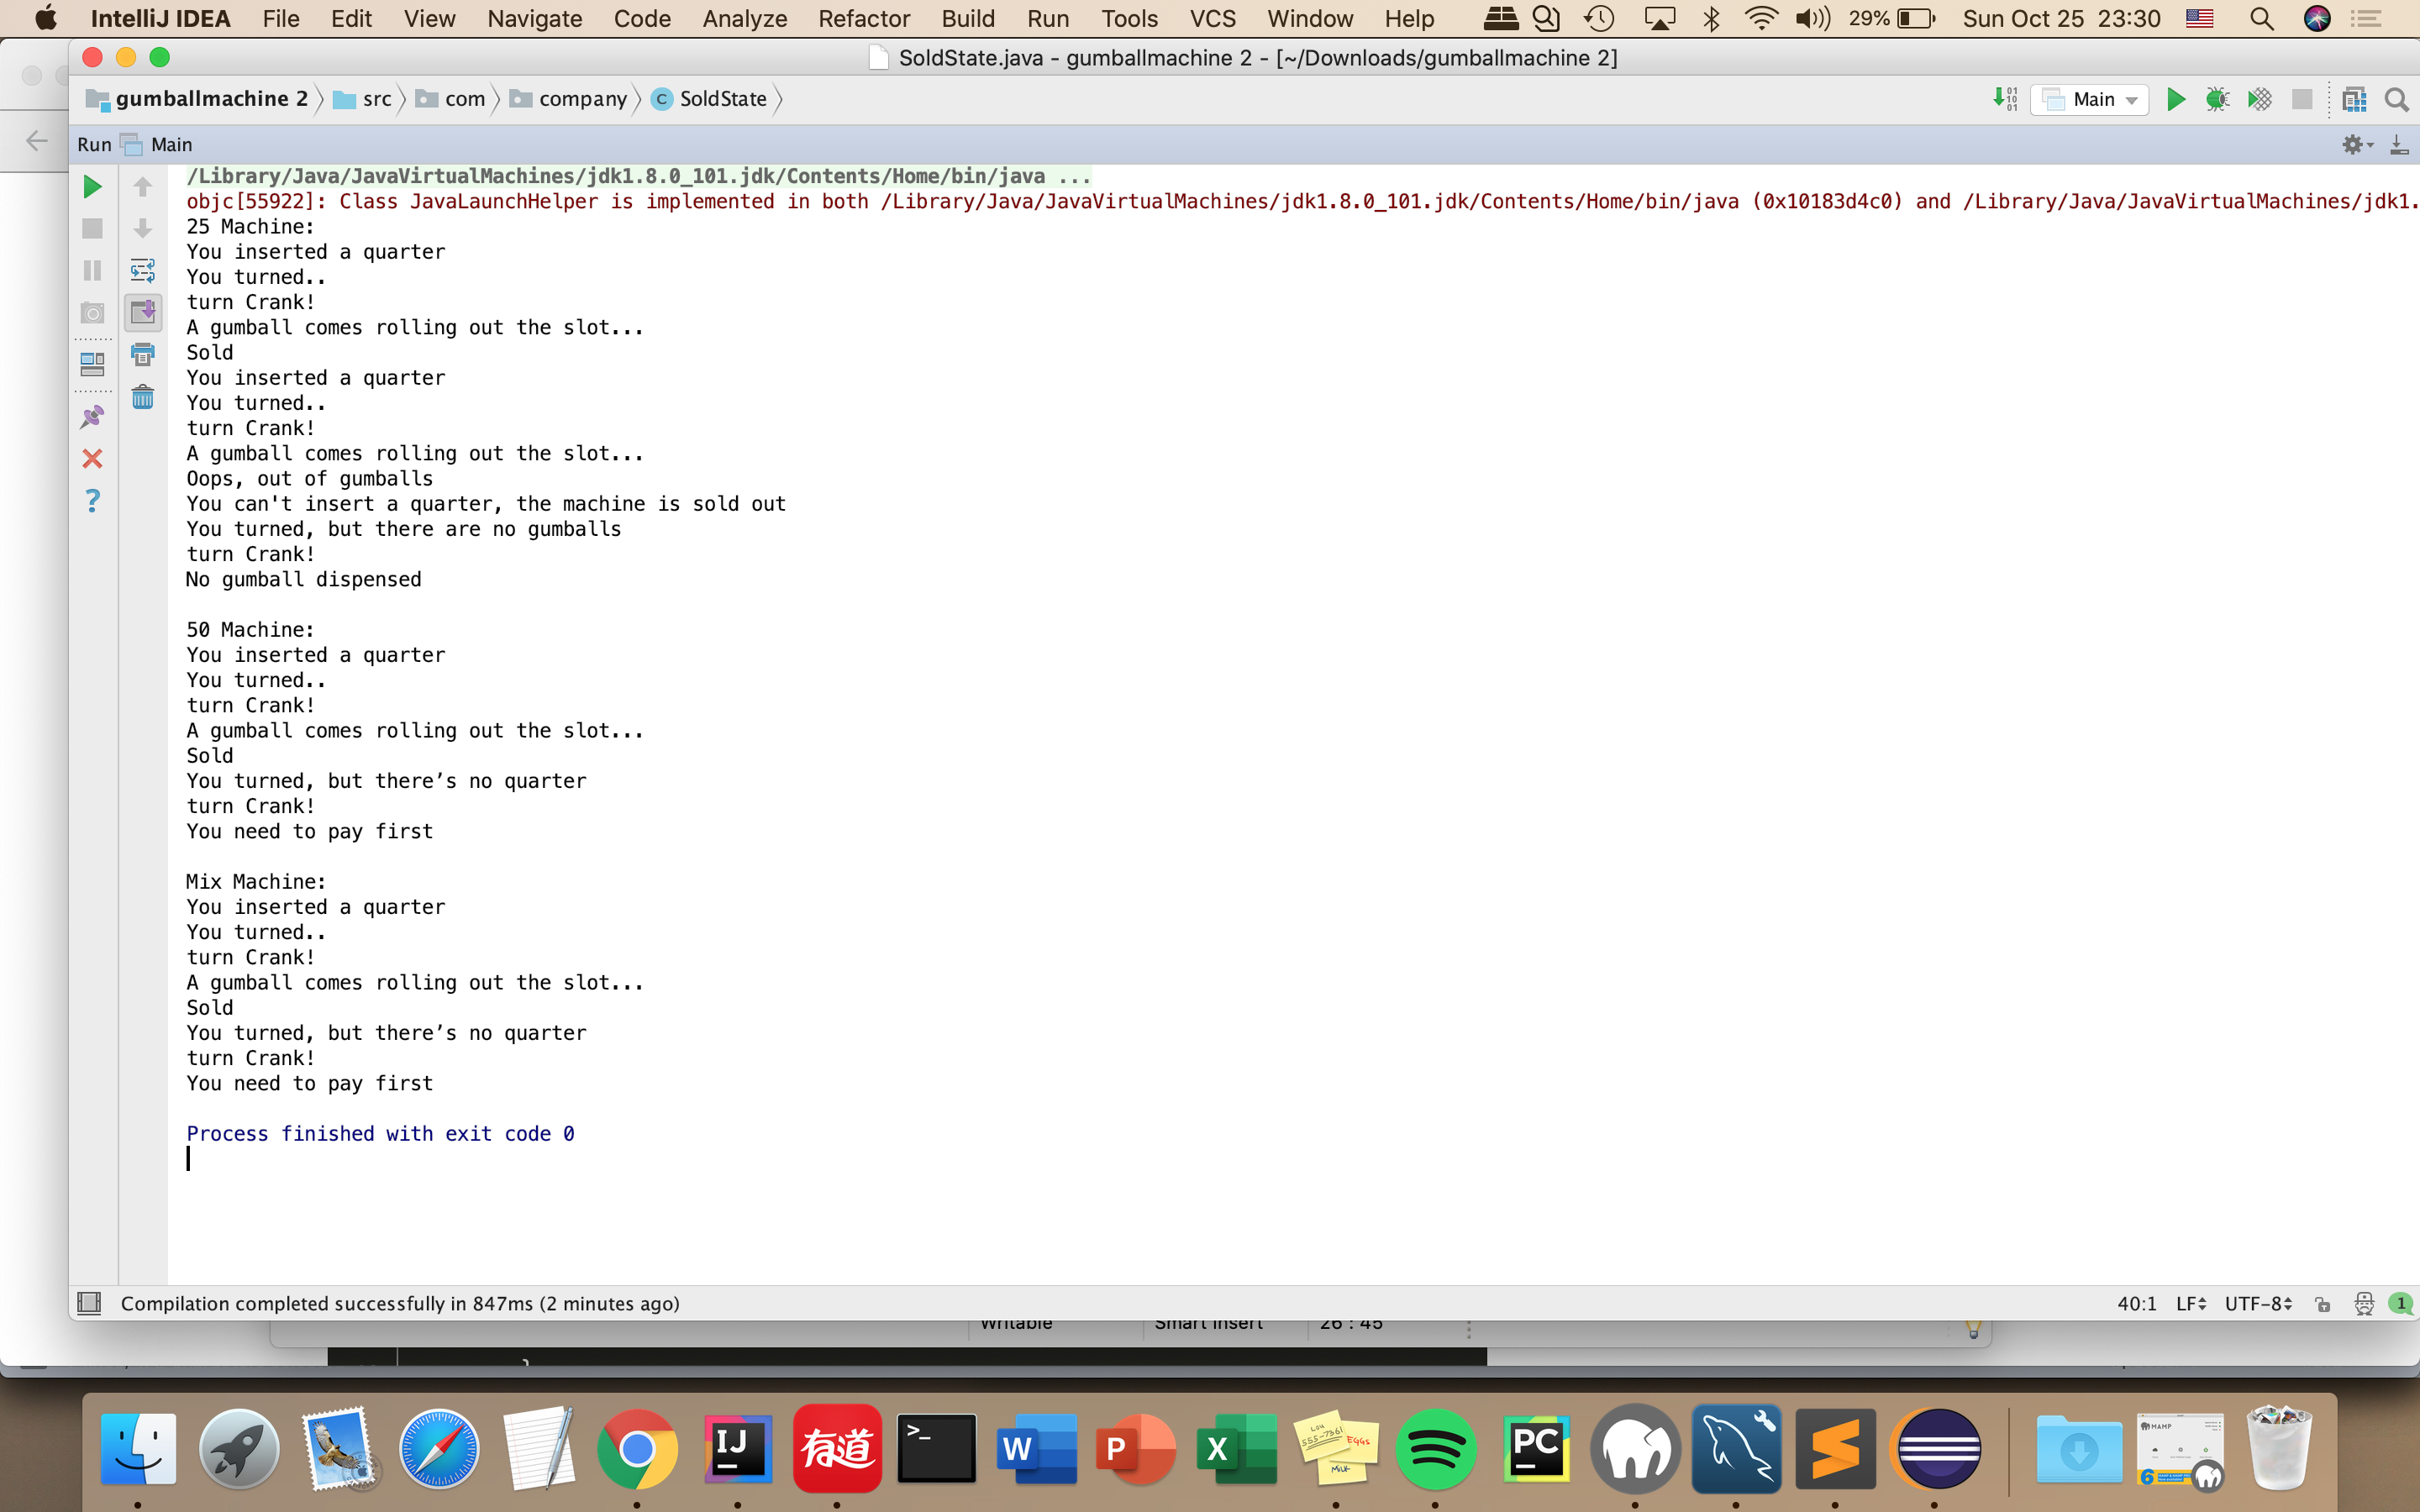 IntelliJ IDEA File Edit View Navigate Code Analyze Refactor Build Run Tools VCS Window Help 29% Sun Oct 25 23:30
SoldState.java - gumballmachine 2 - [~/Downloads/gumballmachine 2]
gumballmachine 2 src com company C SoldState Main
Run Main
/Library/Java/JavaVirtualMachines/jdk1.8.0_101.jdk/Contents/Home/bin/java ...
objc[55922]: Class JavaLaunchHelper is implemented in both /Library/Java/JavaVirtualMachines/jdk1.8.0_101.jdk/Contents/Home/bin/java (0x10183d4c0) and /Library/Java/JavaVirtualMachines/jdk1.
25 Machine:
You inserted a quarter
You turned..
turn Crank!
A gumball comes rolling out the slot...
Sold
You inserted a quarter
You turned..
turn Crank!
A gumball comes rolling out the slot...
Oops, out of gumballs
You can't insert a quarter, the machine is sold out
You turned, but there are no gumballs
turn Crank!
No gumball dispensed
50 Machine:
You inserted a quarter
You turned..
turn Crank!
A gumball comes rolling out the slot...
Sold
You turned, but there’s no quarter
turn Crank!
You need to pay first
Mix Machine:
You inserted a quarter
You turned..
turn Crank!
A gumball comes rolling out the slot...
Sold
You turned, but there’s no quarter
turn Crank!
You need to pay first
Process finished with exit code 0
Compilation completed successfully in 847ms (2 minutes ago) 40:1 LF UTF-8 1
Writable Smart Insert 26 : 45
}
IJ 有道 >_ W P X EGGS MILK PC MAMP 6